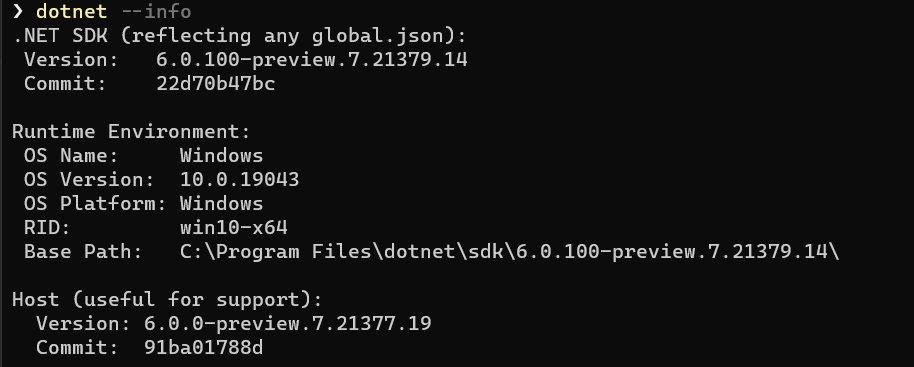 ❯ dotnet --info
.NET SDK (reflecting any global.json):
 Version:   6.0.100-preview.7.21379.14
 Commit:    22d70b47bc

Runtime Environment:
 OS Name:     Windows
 OS Version:  10.0.19043
 OS Platform: Windows
 RID:         win10-x64
 Base Path:   C:\Program Files\dotnet\sdk\6.0.100-preview.7.21379.14\

Host (useful for support):
  Version: 6.0.0-preview.7.21377.19
  Commit:  91ba01788d